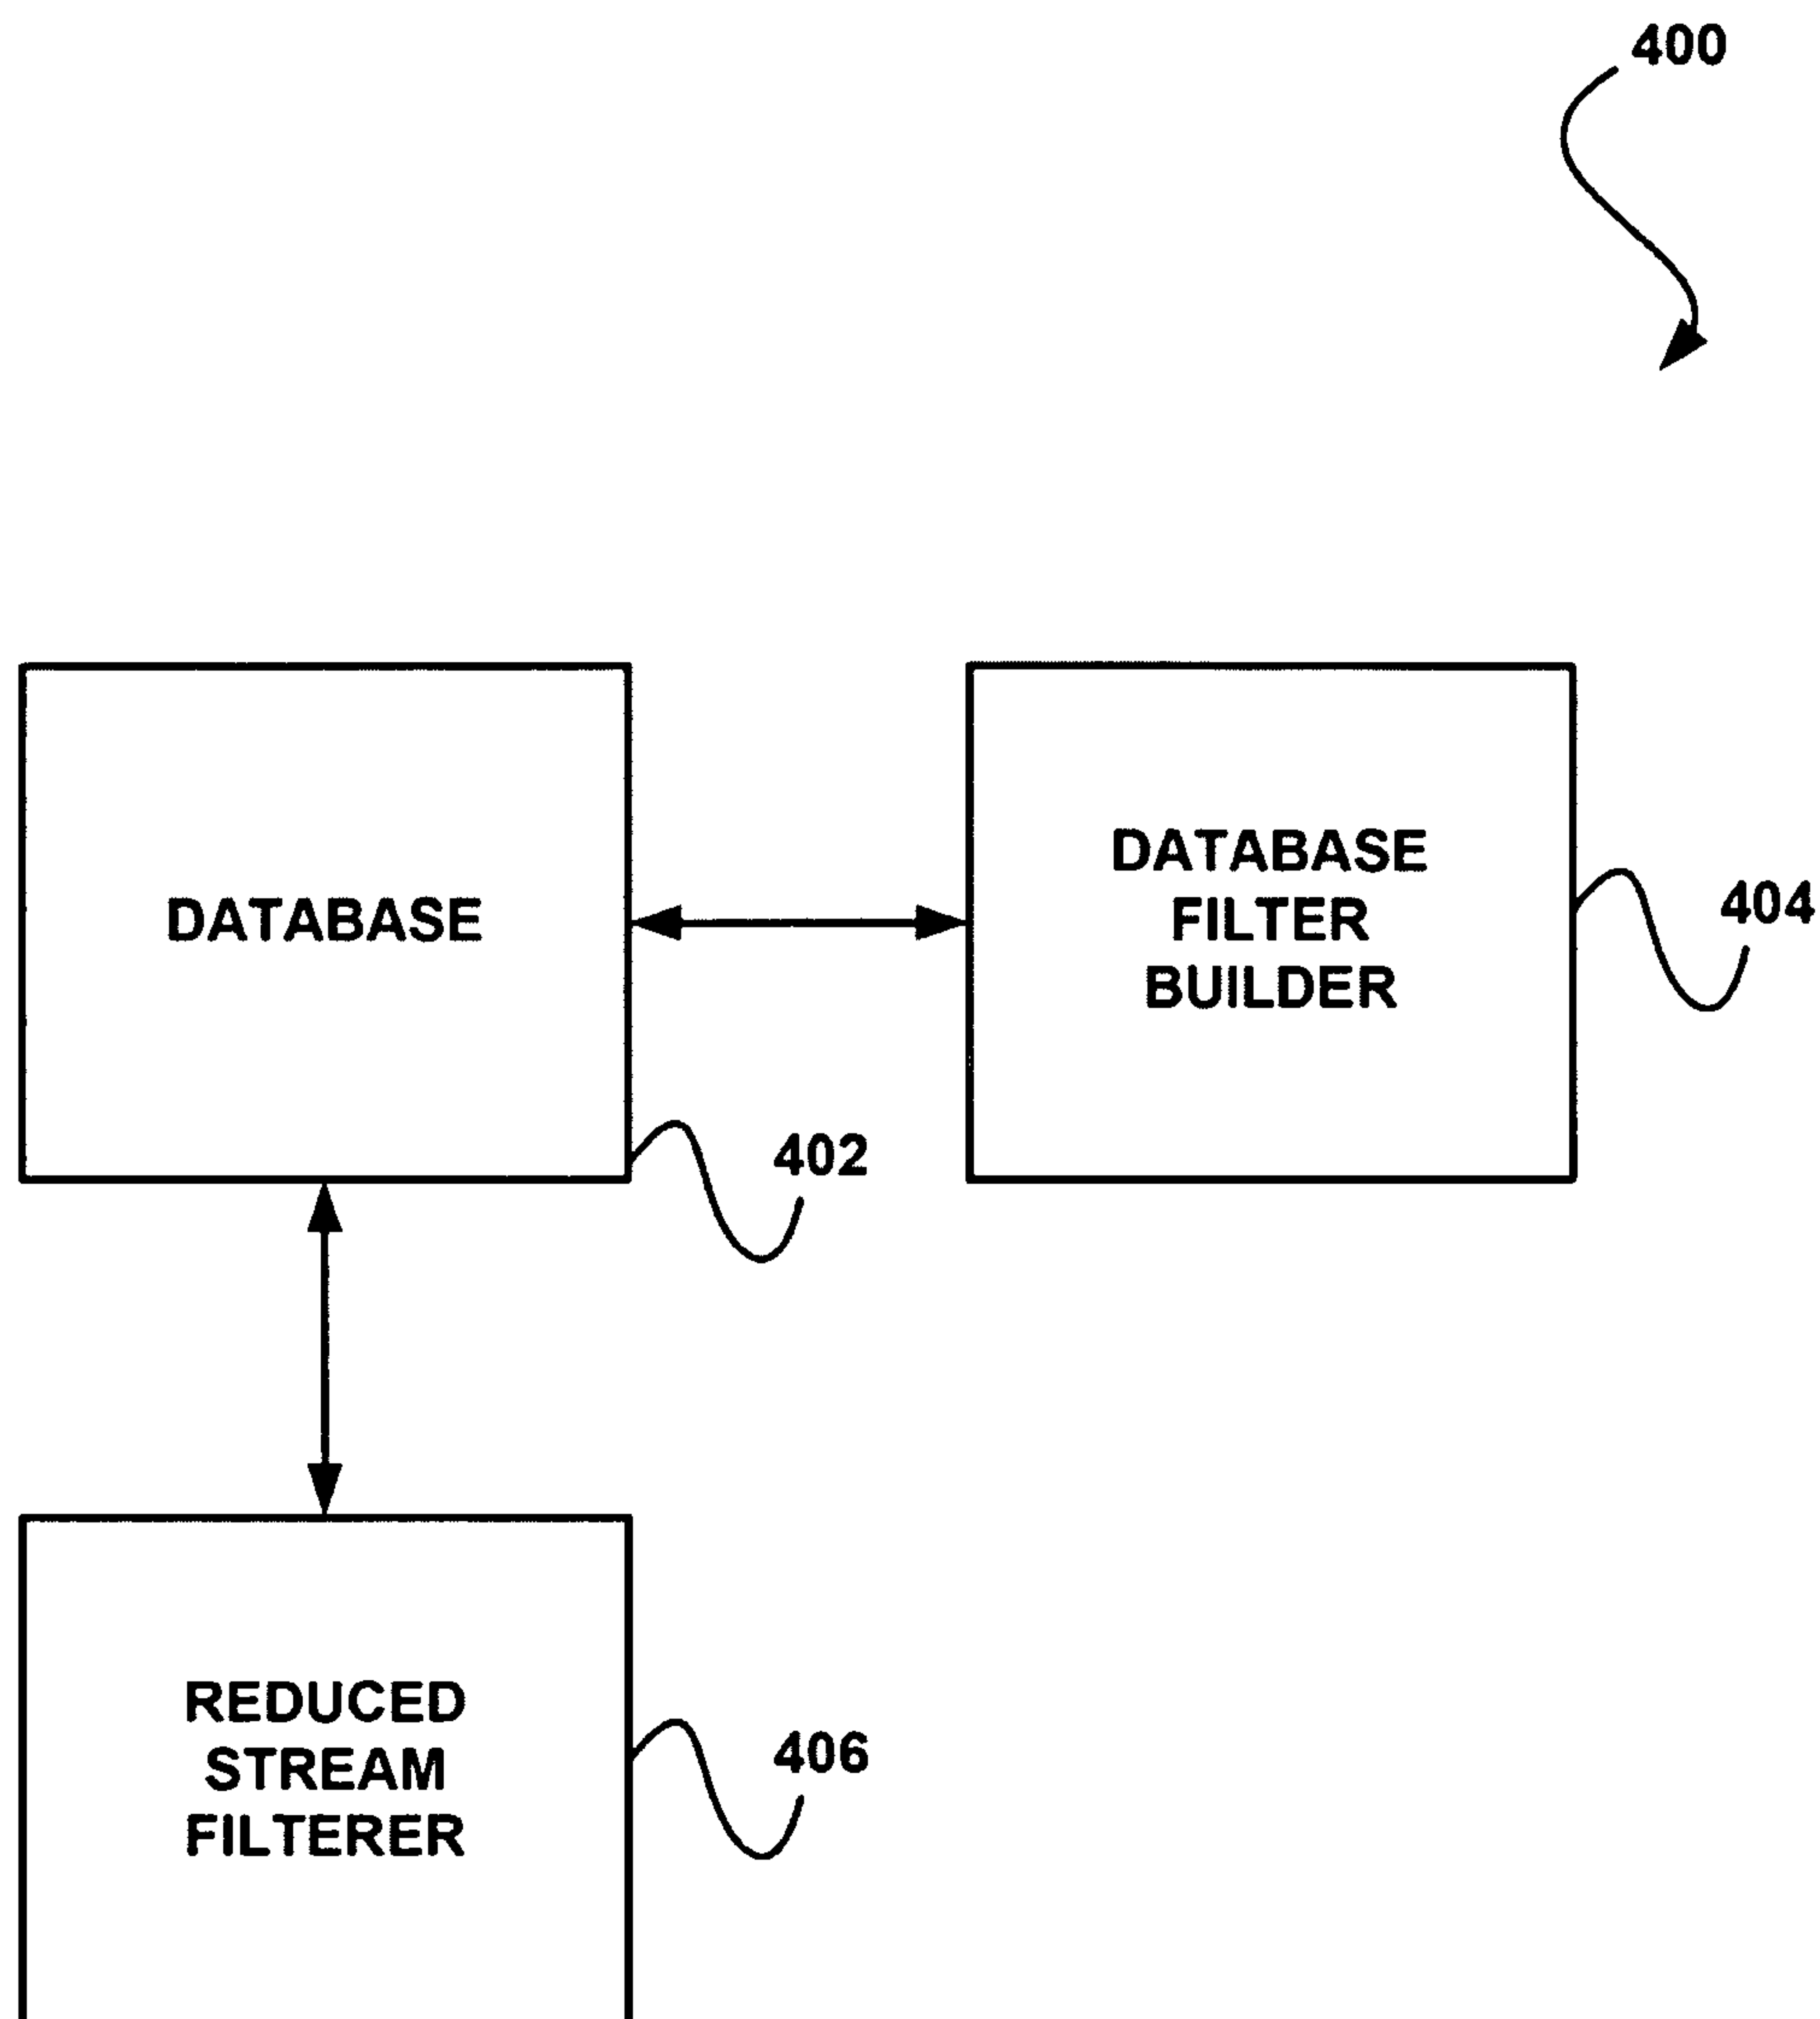 400
DATABASE
DATABASE
FILTER
BUILDER
404
402
REDUCED
STREAM
FILTERER
406